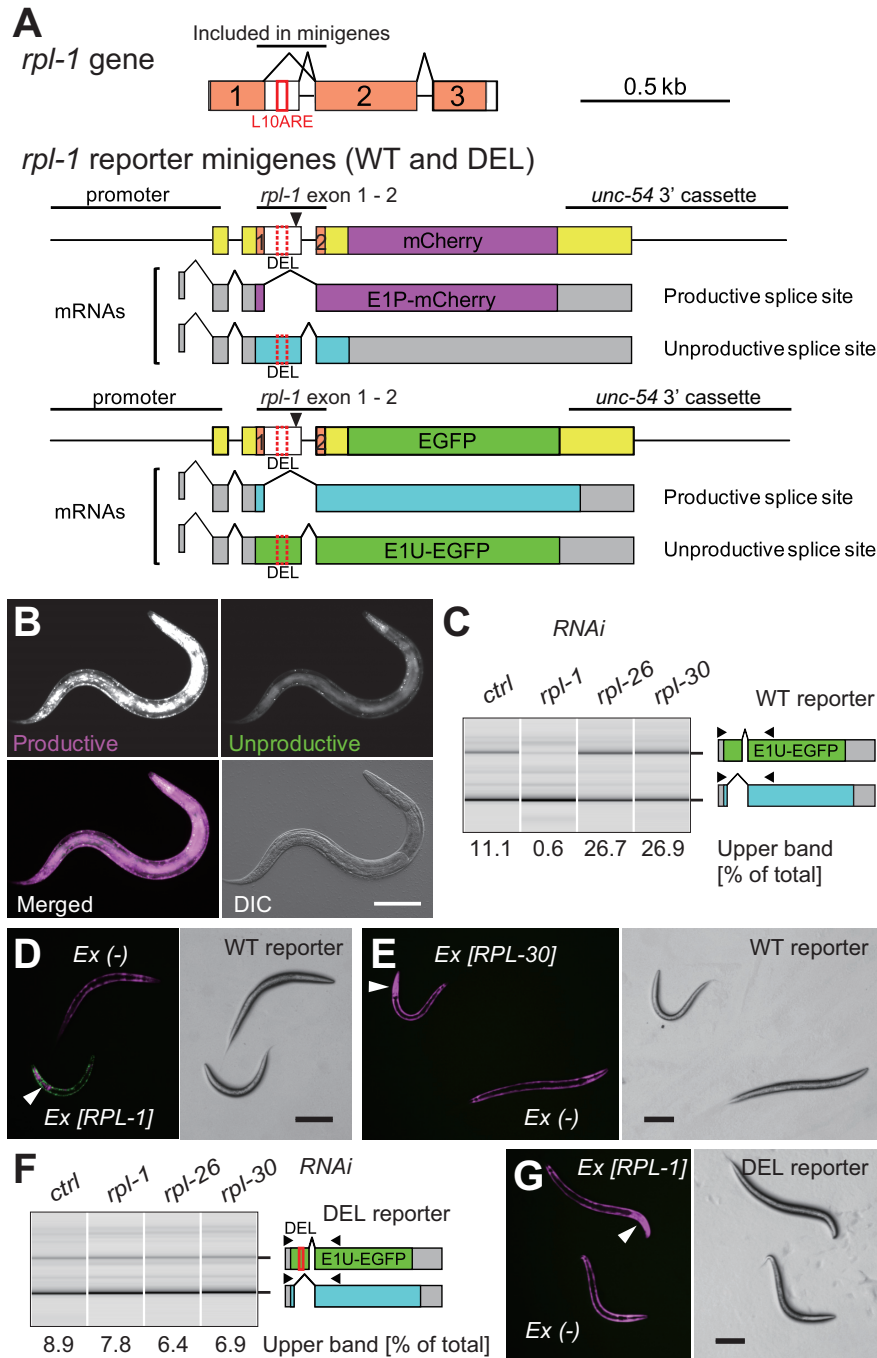 A
rpl-1 gene
Included in minigenes
1
2
3
L10ARE
0.5 kb
rpl-1 reporter minigenes (WT and DEL)
promoter
rpl-1 exon 1 - 2
unc-54 3' cassette
1
2
mCherry
DEL
mRNAs
E1P-mCherry
Productive splice site
Unproductive splice site
DEL
promoter
rpl-1 exon 1 - 2
unc-54 3' cassette
1
2
EGFP
DEL
mRNAs
Productive splice site
E1U-EGFP
Unproductive splice site
DEL
B
Productive
Unproductive
Merged
DIC
C
RNAi
ctrl
rpl-1
rpl-26
rpl-30
WT reporter
E1U-EGFP
11.1 0.6 26.7 26.9
Upper band
[% of total]
D
Ex (-)
WT reporter
Ex [RPL-1]
E
Ex [RPL-30]
WT reporter
Ex (-)
F
ctrl
rpl-1
rpl-26
rpl-30
RNAi
DEL reporter
DEL
E1U-EGFP
8.9 7.8 6.4 6.9 Upper band [% of total]
G
Ex [RPL-1]
DEL reporter
Ex (-)